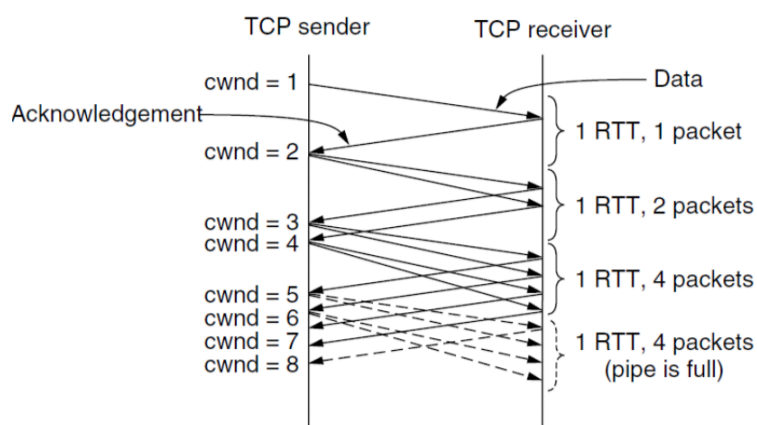 TCP sender
TCP receiver
cwnd = 1
Data
Acknowledgement
1 RTT, 1 packet
cwnd = 2
1 RTT, 2 packets
cwnd = 3
cwnd = 4
1 RTT, 4 packets
cwnd = 5
cwnd = 6
cwnd = 7
1 RTT, 4 packets
(pipe is full)
cwnd = 8